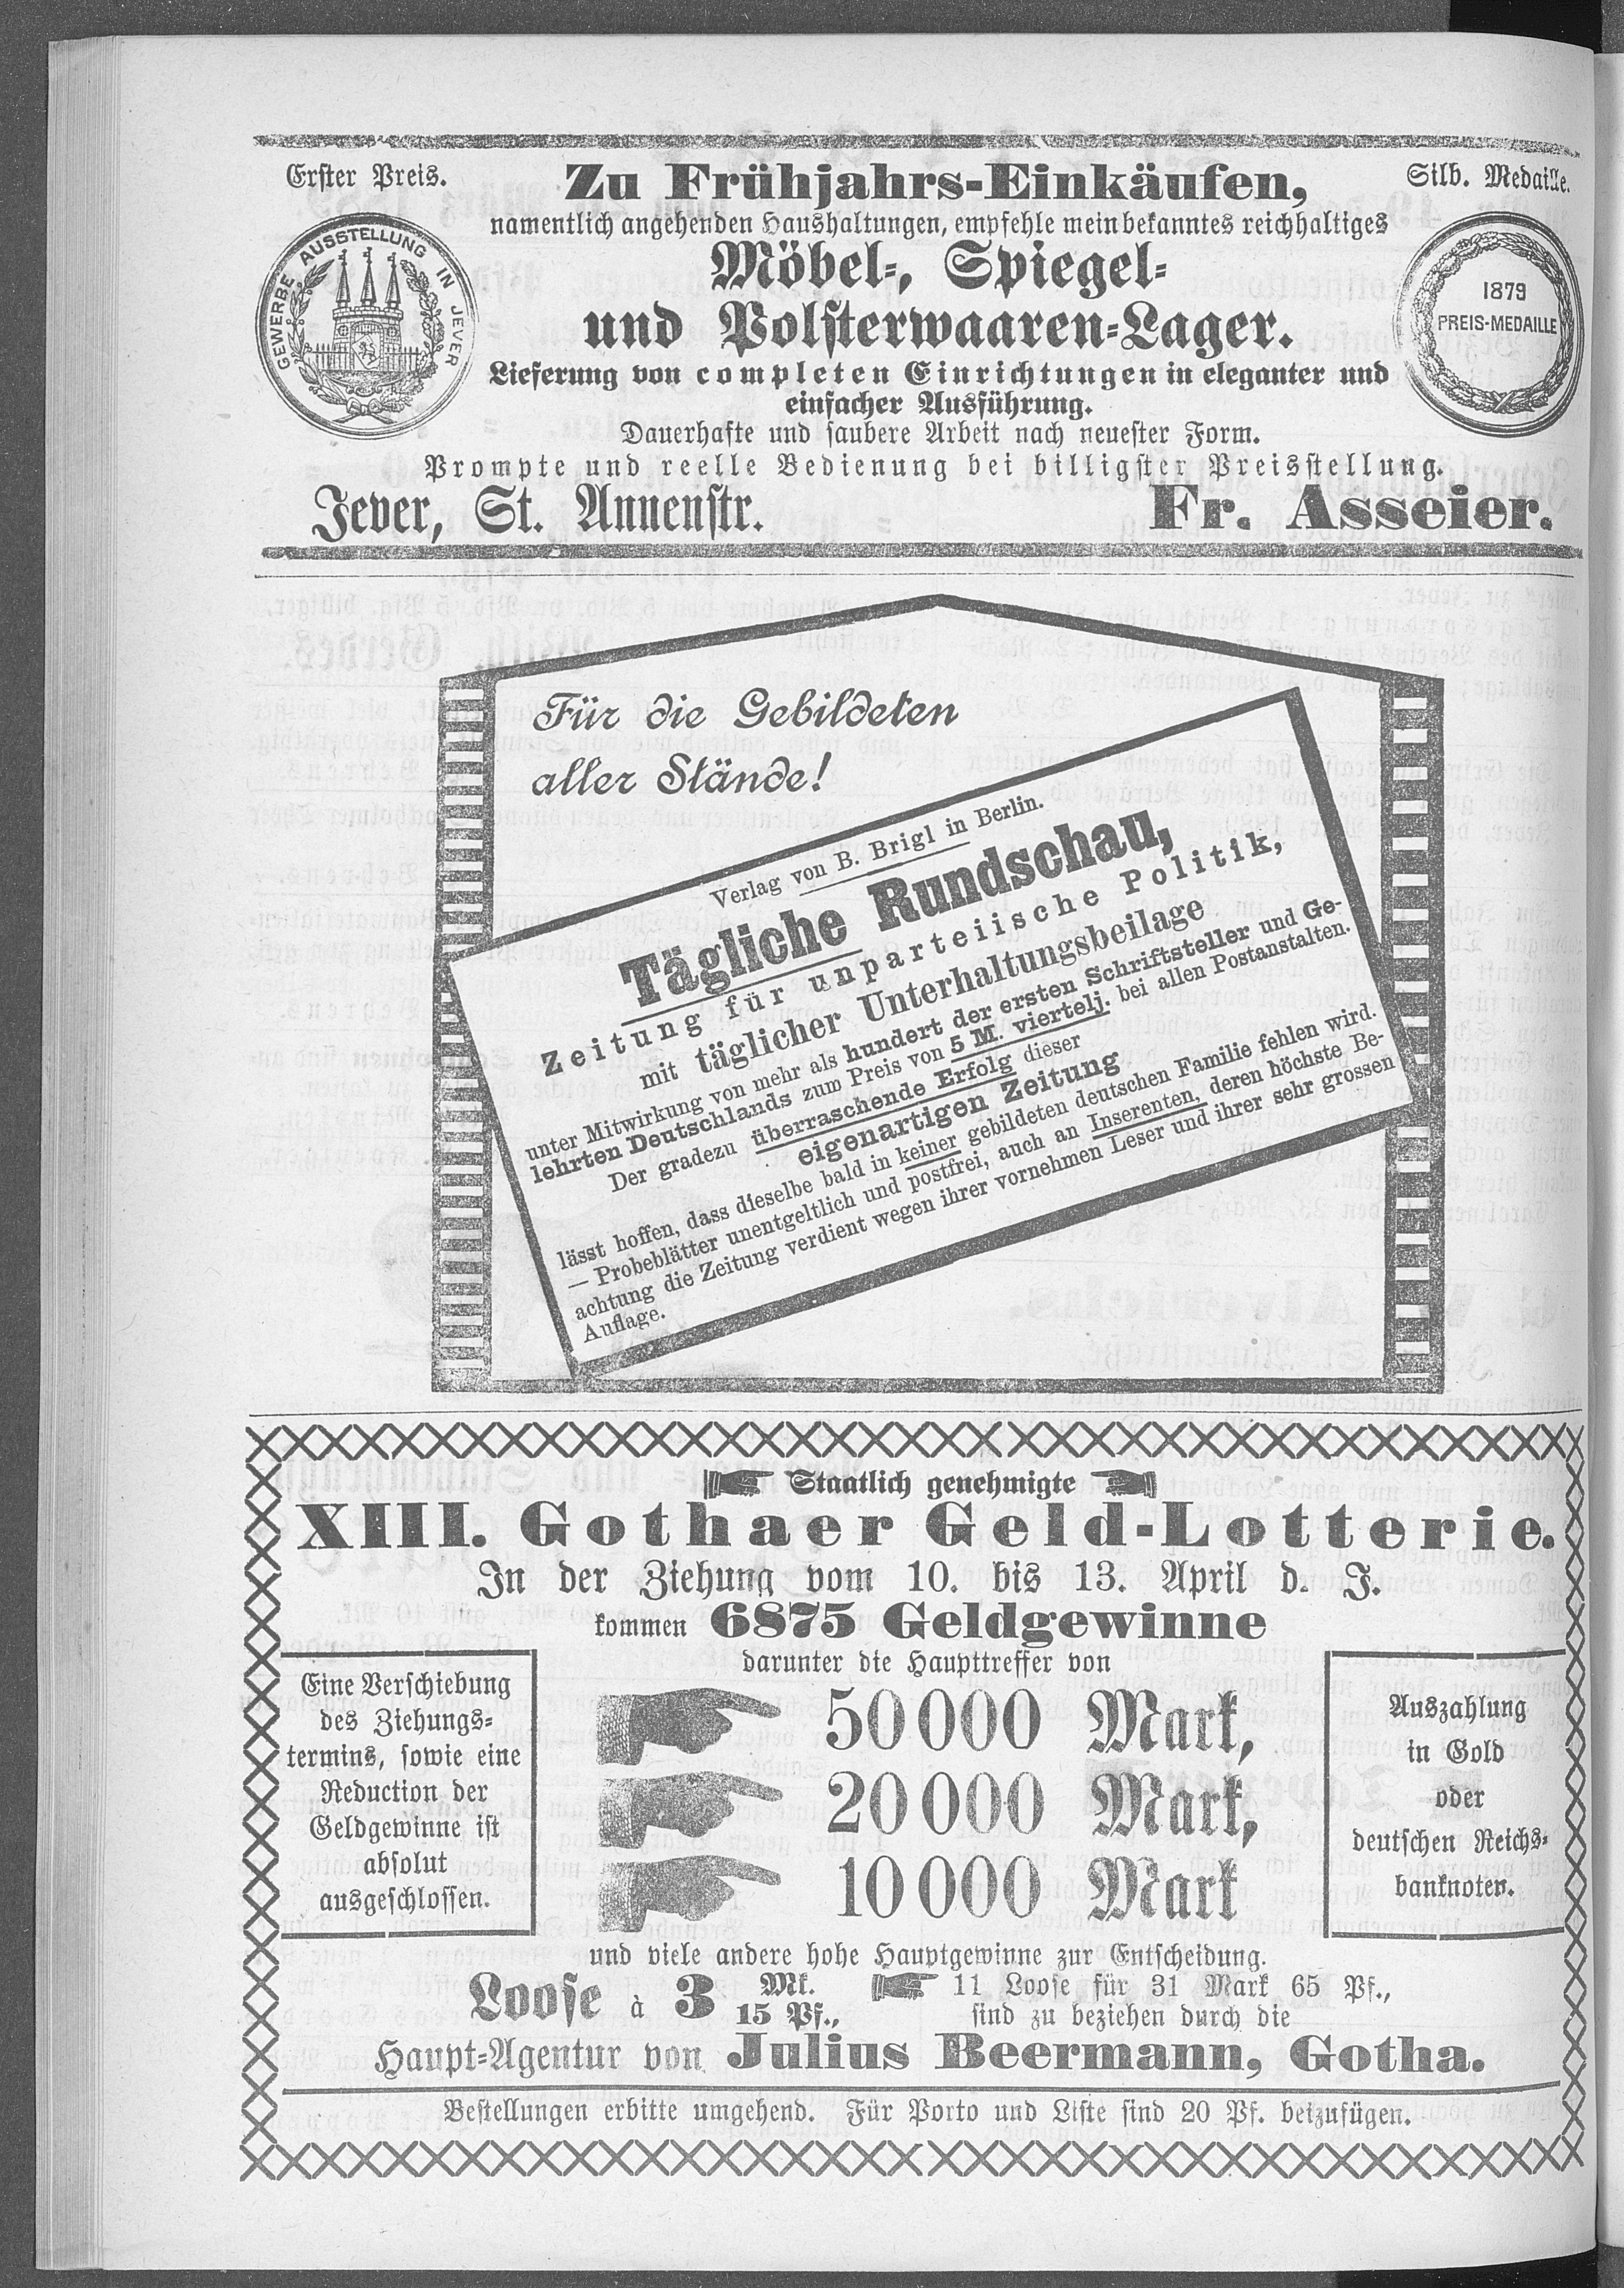 Erster Preis.
Zu Frühjahrs-Einkäufen,
Silb. Medaille.
namentlich angehenden Haushaltungen, empfehle mein bekanntes reichhaltiges
GEWERBE AUSSTELLUNG IN JEVER
Möbel-, Spiegel-
und Polsterwaaren-Lager.
1879
PREIS-MEDAILLE
Lieferung von completen Einrichtungen in eleganter und
einfacher Ausführung.
Dauerhafte und saubere Arbeit nach neuester Form.
Prompte und reelle Bedienung bei billigster Preisstellung.
Jever, St. Annenstr.
Fr. Asseier.
Für die Gebildeten
aller Stände!
Verlag von B. Brigl in Berlin.
Tägliche Rundschau,
Zeitung für unparteiische Politik,
mit täglicher Unterhaltungsbeilage
unter Mitwirkung von mehr als hundert der ersten Schriftsteller und Ge-
lehrten Deutschlands zum Preis von 5 M. viertelj. bei allen Postanstalten.
Der gradezu überraschende Erfolg dieser
eigenartigen Zeitung
lässt hoffen, dass dieselbe bald in keiner gebildeten deutschen Familie fehlen wird.
— Probeblätter unentgeltlich und postfrei, auch an Inserenten, deren höchste Be-
achtung die Zeitung verdient wegen ihrer vornehmen Leser und ihrer sehr grossen
Auflage.
Staatlich genehmigte
XIII. Gothaer Geld-Lotterie.
In der Ziehung vom 10. bis 13. April d. J.
kommen 6875 Geldgewinne
darunter die Haupttreffer von
Eine Verschiebung
des Ziehungs-
termins, sowie eine
Reduction der
Geldgewinne ist
absolut
ausgeschlossen.
50 000 Mark,
20 000 Mark,
10 000 Mark
Auszahlung
in Gold
oder
deutschen Reichs-
banknoten.
und viele andere hohe Hauptgewinne zur Entscheidung.
Loose à 3 Mk. 15 Pf.,
11 Loose für 31 Mark 65 Pf.,
sind zu beziehen durch die
Haupt-Agentur von Julius Beermann, Gotha.
Bestellungen erbitte umgehend. Für Porto und Liste sind 20 Pf. beizufügen.